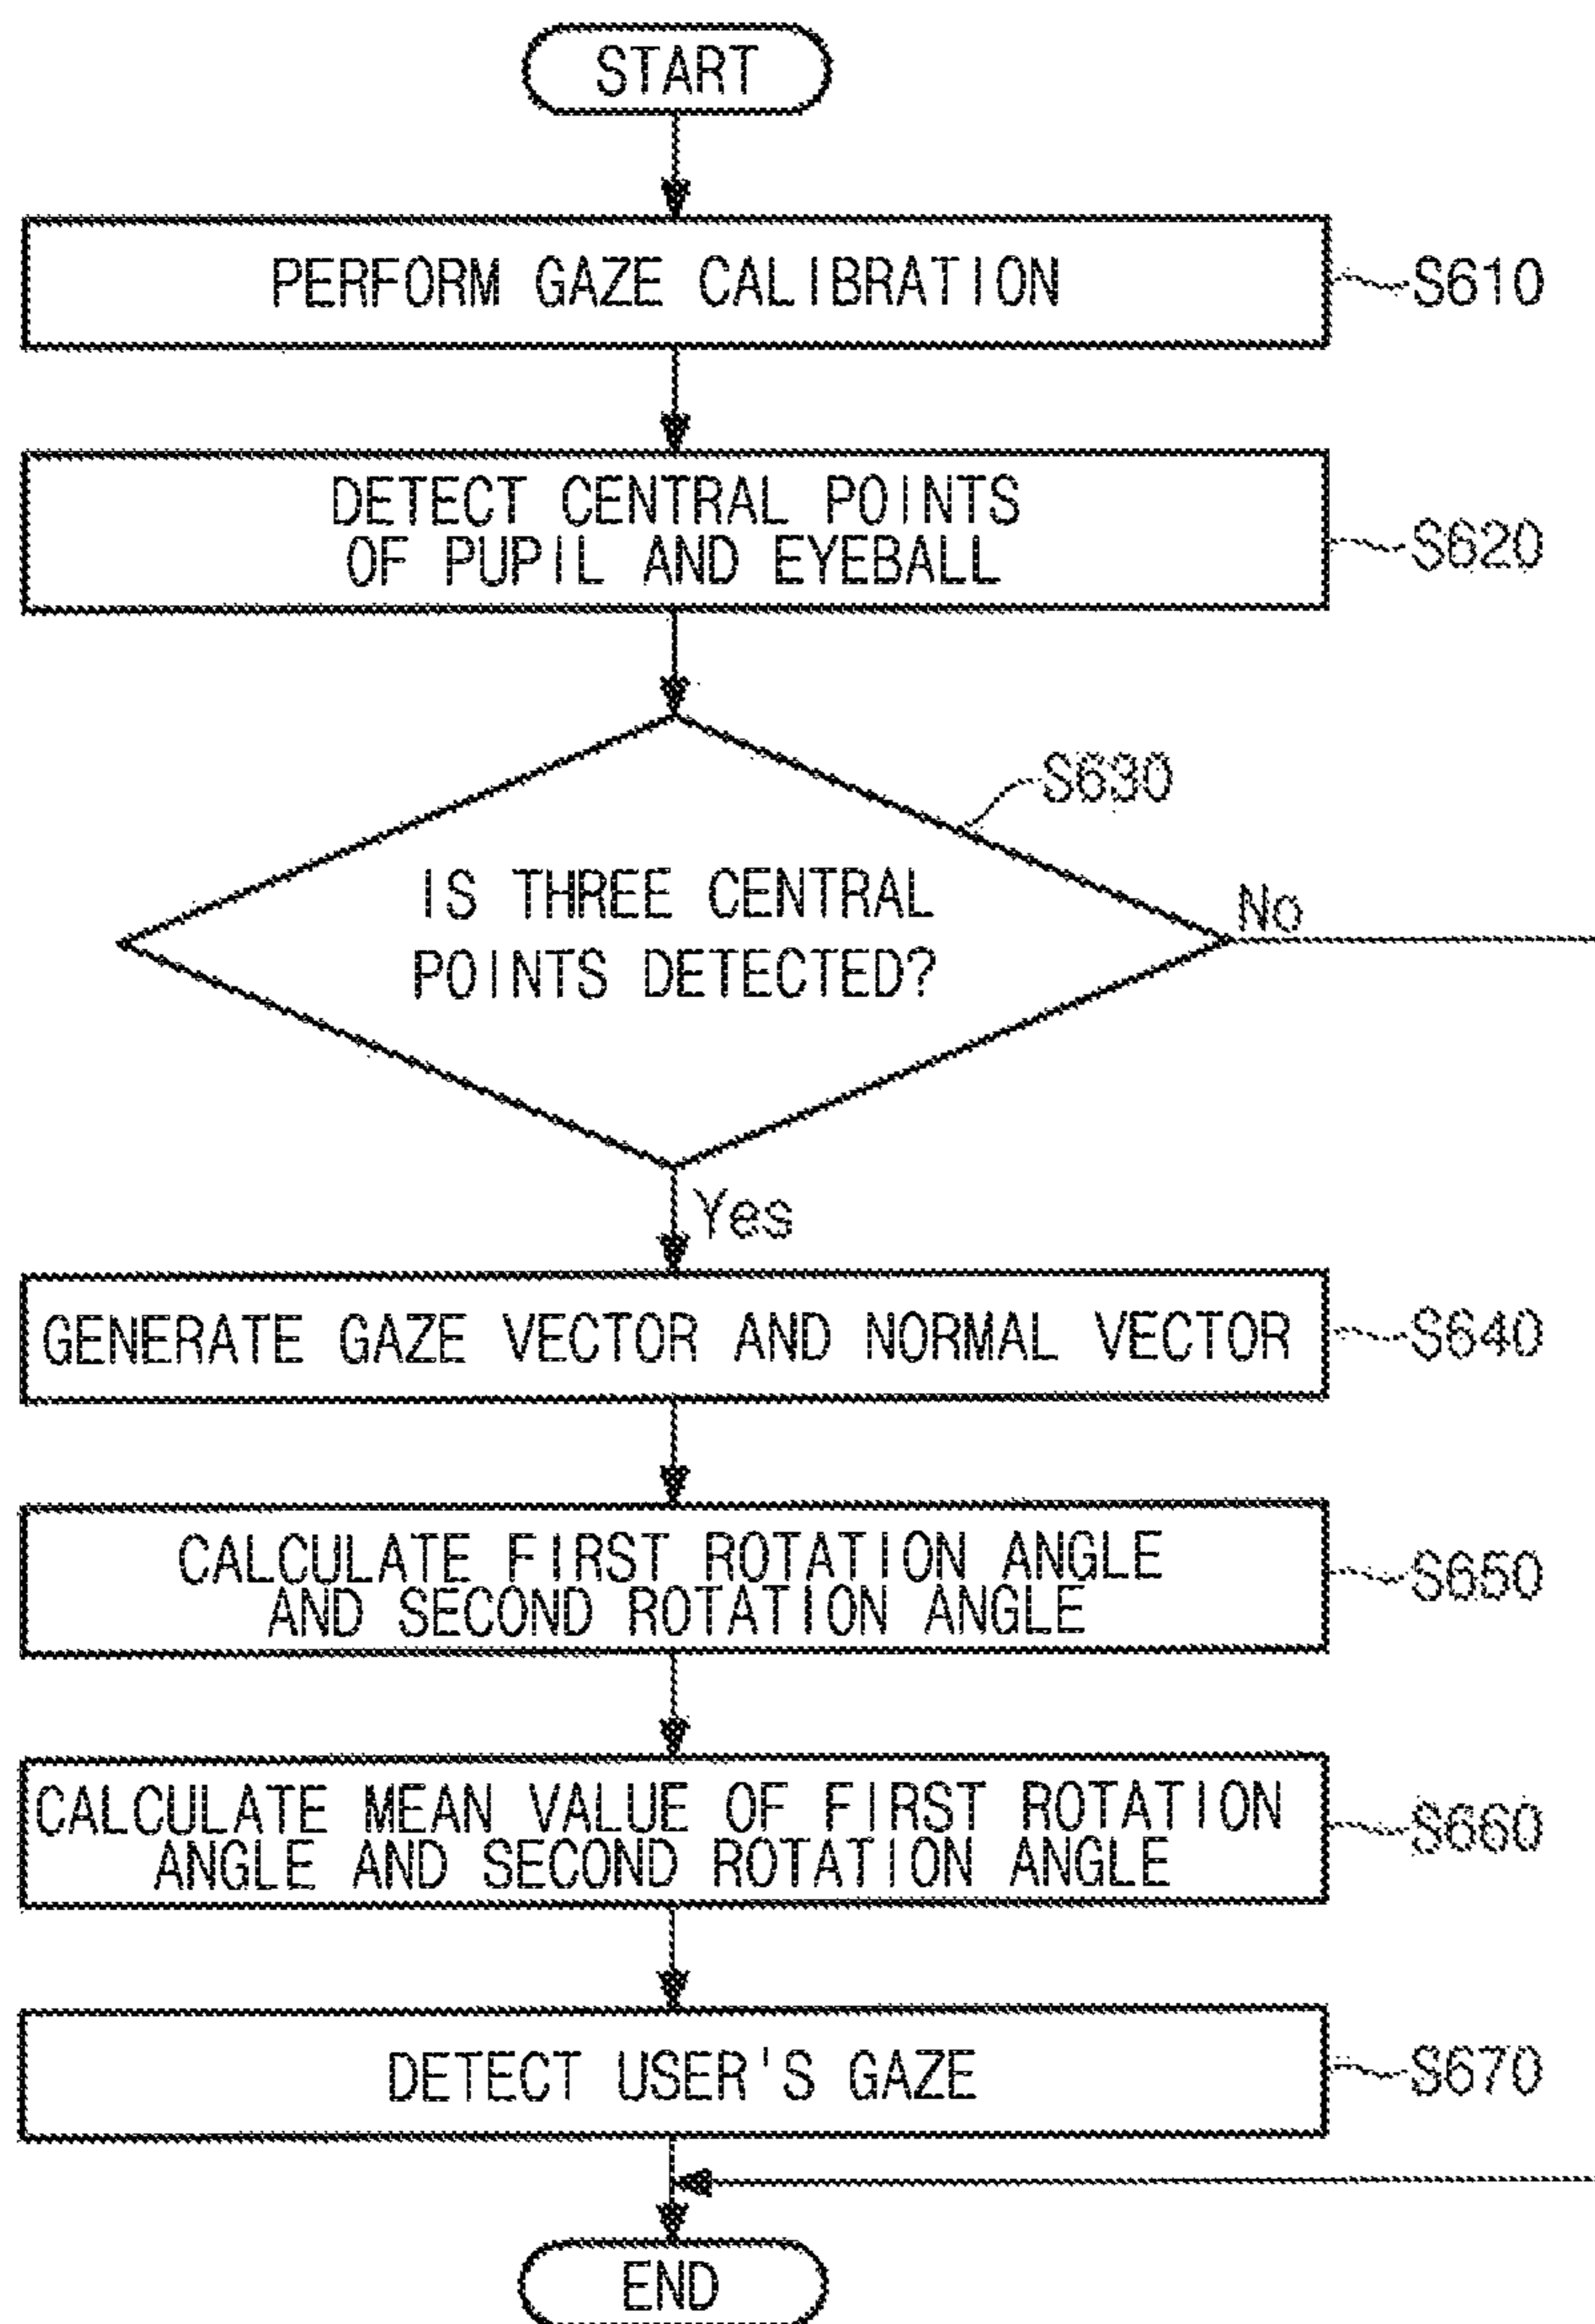 START
PERFORM GAZE CALIBRATION
S610
DETECT CENTRAL POINTS
OF PUPIL AND EYEBALL
S620
S630
IS THREE CENTRAL
POINTS DETECTED?
No
Yes
GENERATE GAZE VECTOR AND NORMAL VECTOR
S640
CALCULATE FIRST ROTATION ANGLE
AND SECOND ROTATION ANGLE
S650
CALCULATE MEAN VALUE OF FIRST ROTATION
ANGLE AND SECOND ROTATION ANGLE
S660
DETECT USER'S GAZE
S670
END